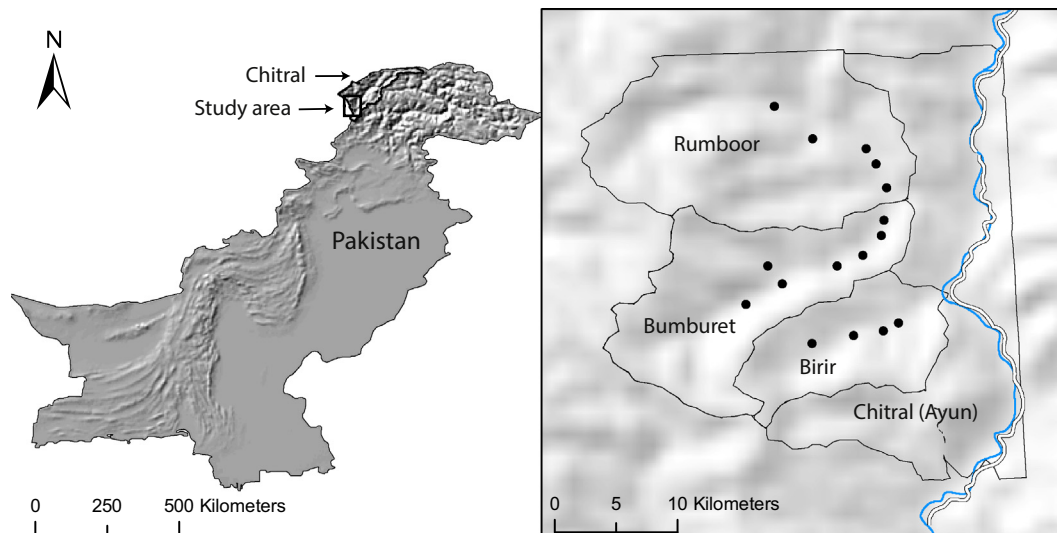 N
Chitral
Study area
Pakistan
0 250 500 Kilometers
Rumboor
Bumburet
Birir
Chitral (Ayun)
0 5 10 Kilometers